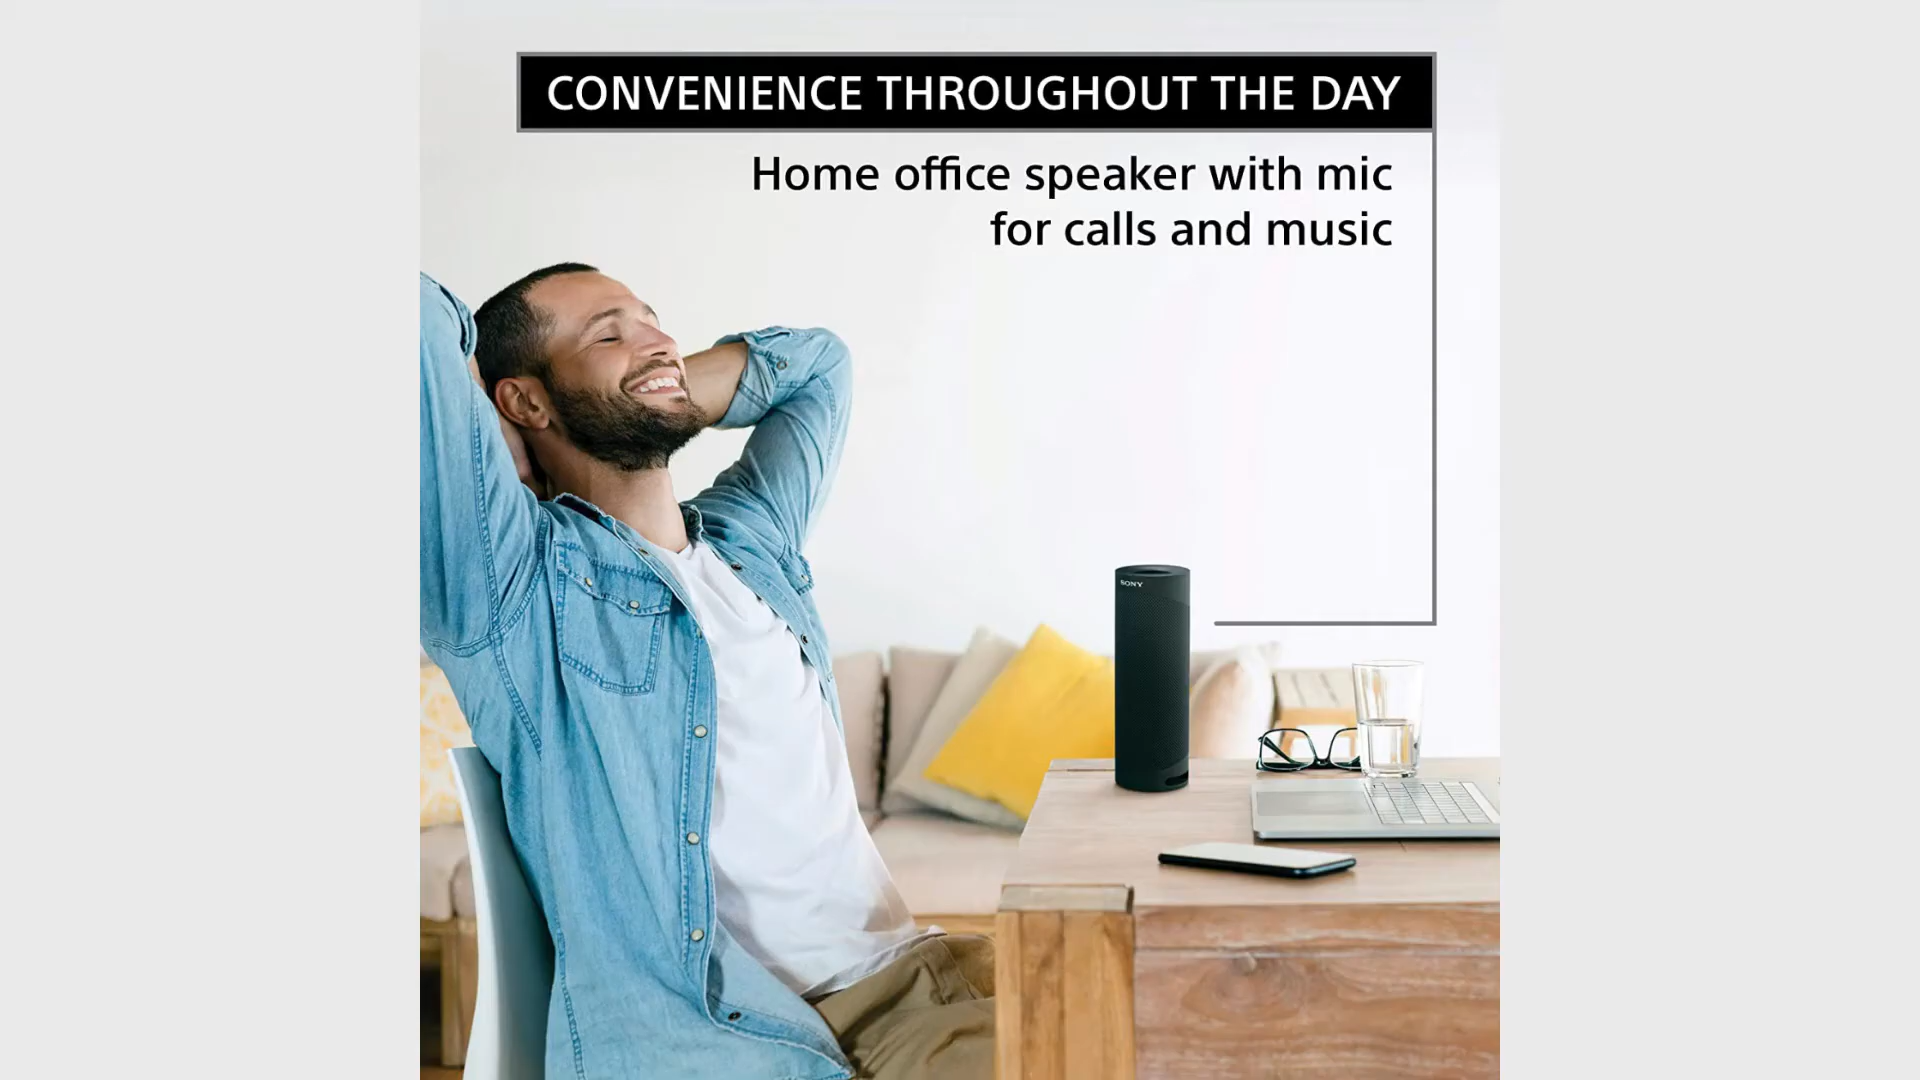 CONVENIENCE THROUGHOUT THE DAY
Home office speaker with mic
for calls and music
SONY